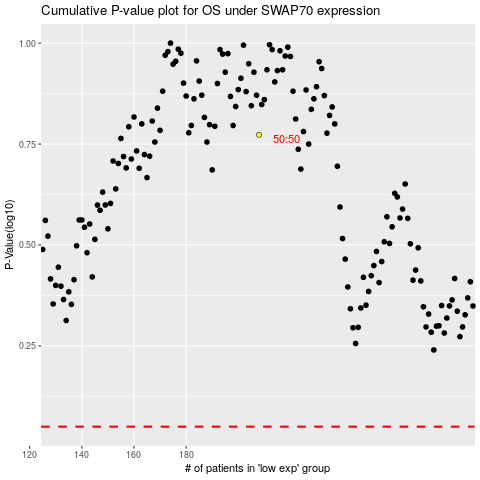 Cumulative P-value plot for OS under SWAP70 expression
P-Value(log10)
1.00
0.75
0.50
0.25
50:50
120 140 160 180
# of patients in 'low exp' group